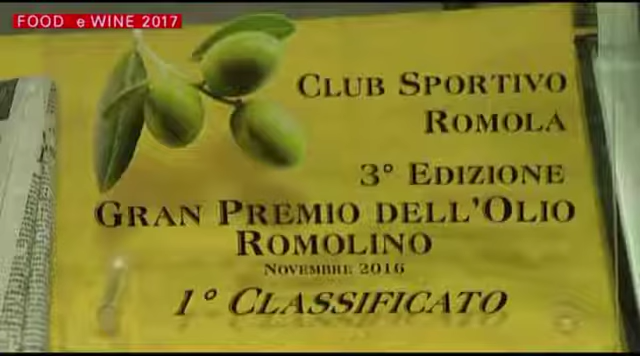 FOOD e WINE 2017
CLUB SPORTIVO
ROMOLA
3° EDIZIONE
GRAN PREMIO DELL'OLIO
ROMOLINO
NOVEMBRE 2016
1° CLASSIFICATO